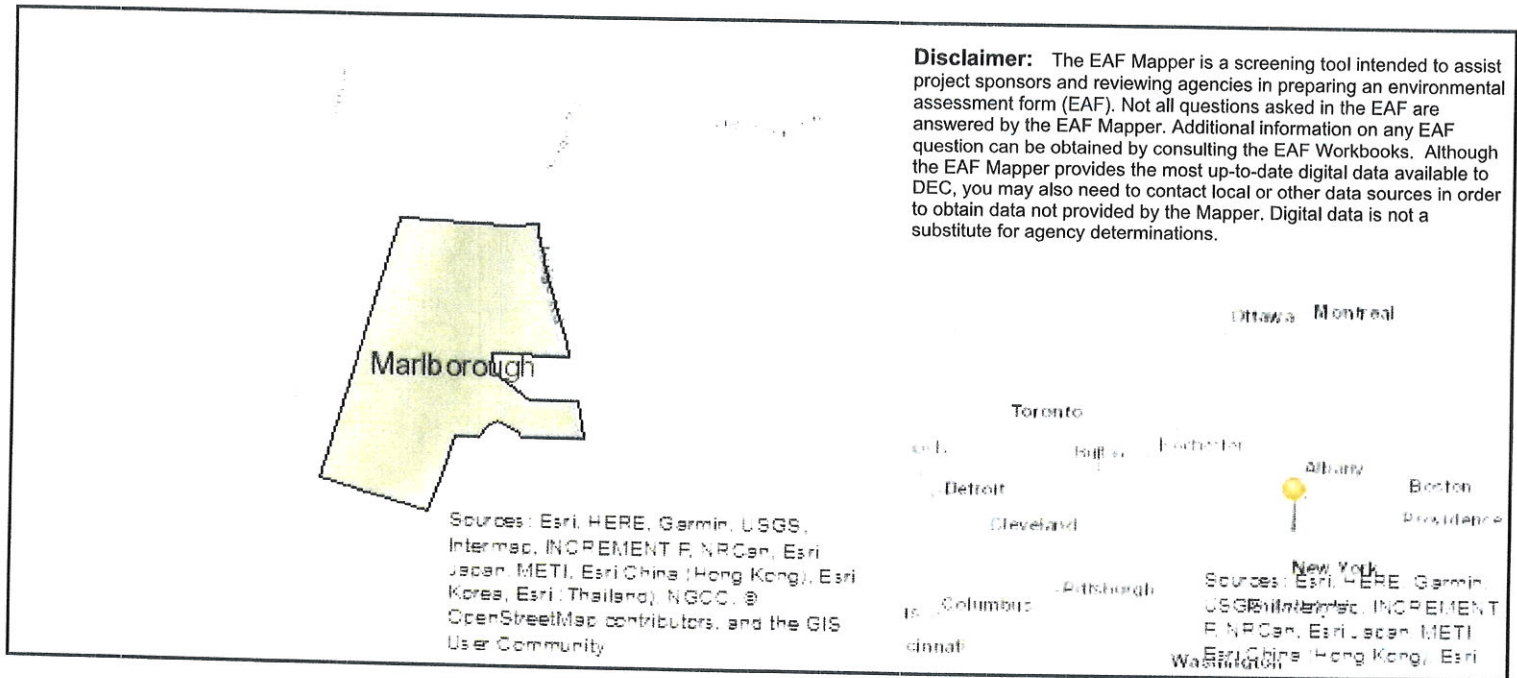 Disclaimer: The EAF Mapper is a screening tool intended to assist
project sponsors and reviewing agencies in preparing an environmental
assessment form (EAF). Not all questions asked in the EAF are
answered by the EAF Mapper. Additional information on any EAF
question can be obtained by consulting the EAF Workbooks. Although
the EAF Mapper provides the most up-to-date digital data available to
DEC, you may also need to contact local or other data sources in order
to obtain data not provided by the Mapper. Digital data is not a
substitute for agency determinations.
Marlborough
Sources: Esri, HERE, Garmin, USGS,
Intermap, INCREMENT P, NRCan, Esri
Japan, METI, Esri China (Hong Kong), Esri
Korea, Esri (Thailand), NGCC, ©
OpenStreetMap contributors, and the GIS
User Community
Ottawa Montreal
Toronto
Rochester
Albany
Detroit
Boston
Cleveland
Providence
New York
Pittsburgh
Columbus
cinnati
Washington
Sources: Esri, HERE, Garmin,
USGS, INCREMENT
P, NRCan, Esri Japan, METI,
Esri China (Hong Kong), Esri